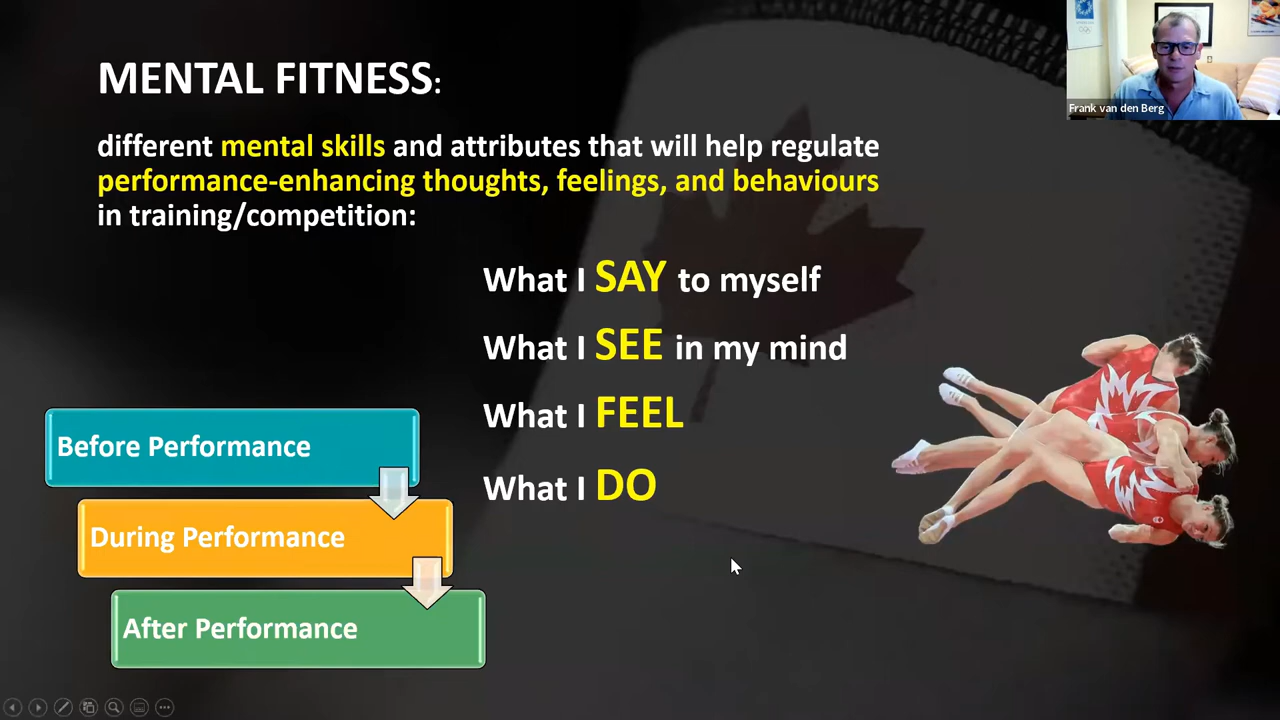 MENTAL FITNESS:
different mental skills and attributes that will help regulate
performance-enhancing thoughts, feelings, and behaviours
in training/competition:
What I SAY to myself
What I SEE in my mind
What I FEEL
What I DO
Before Performance
During Performance
After Performance
Frank van den Berg